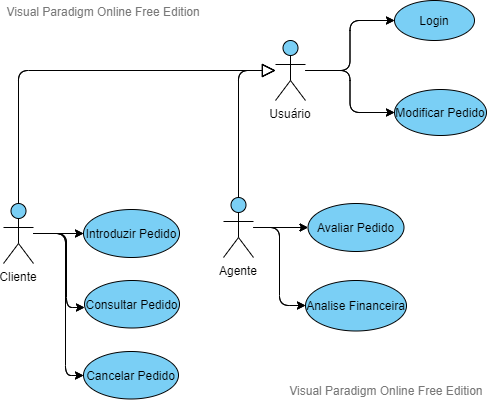 Visual Paradigm Online Free Edition
Login
Modificar Pedido
Usuário
Introduzir Pedido
Avaliar Pedido
Cliente
Agente
Consultar Pedido
Analise Financeira
Cancelar Pedido
Visual Paradigm Online Free Edition